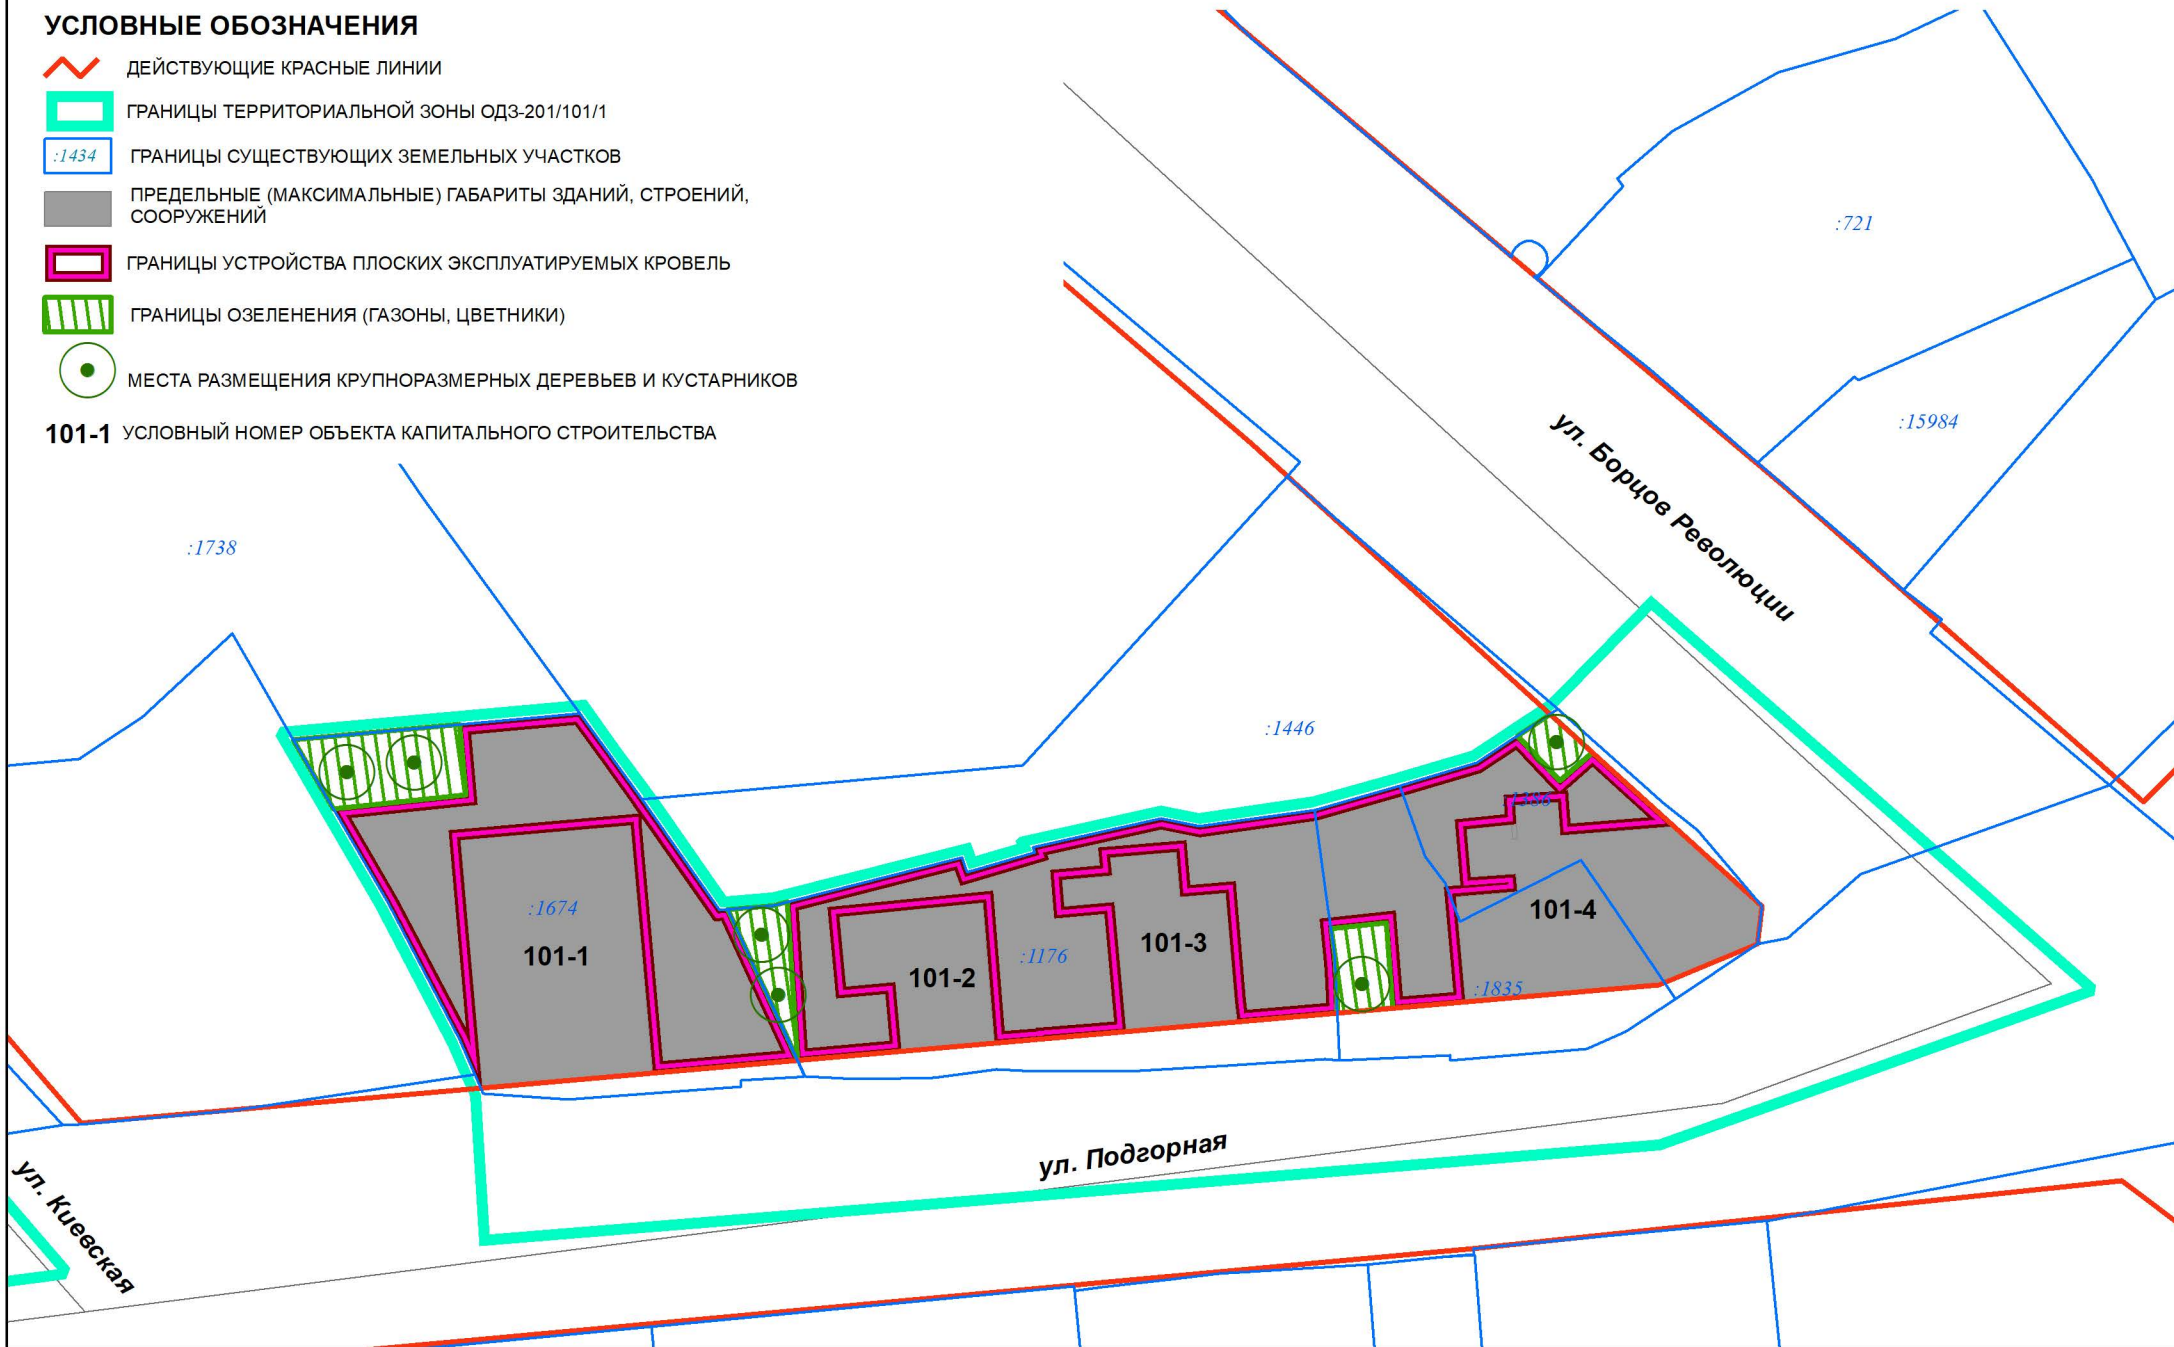 УСЛОВНЫЕ ОБОЗНАЧЕНИЯ
ДЕЙСТВУЮЩИЕ КРАСНЫЕ ЛИНИИ
ГРАНИЦЫ ТЕРРИТОРИАЛЬНОЙ ЗОНЫ ОДЗ-201/101/1
:1434 ГРАНИЦЫ СУЩЕСТВУЮЩИХ ЗЕМЕЛЬНЫХ УЧАСТКОВ
ПРЕДЕЛЬНЫЕ (МАКСИМАЛЬНЫЕ) ГАБАРИТЫ ЗДАНИЙ, СТРОЕНИЙ,
СООРУЖЕНИЙ
ГРАНИЦЫ УСТРОЙСТВА ПЛОСКИХ ЭКСПЛУАТИРУЕМЫХ КРОВЕЛЬ
ГРАНИЦЫ ОЗЕЛЕНЕНИЯ (ГАЗОНЫ, ЦВЕТНИКИ)
МЕСТА РАЗМЕЩЕНИЯ КРУПНОРАЗМЕРНЫХ ДЕРЕВЬЕВ И КУСТАРНИКОВ
101-1 УСЛОВНЫЙ НОМЕР ОБЪЕКТА КАПИТАЛЬНОГО СТРОИТЕЛЬСТВА
:721
:15984
ул. Борцов Революции
:1738
:1446
:1386
:1674
101-1
101-2
:1176
101-3
101-4
:1835
ул. Подгорная
ул. Киевская